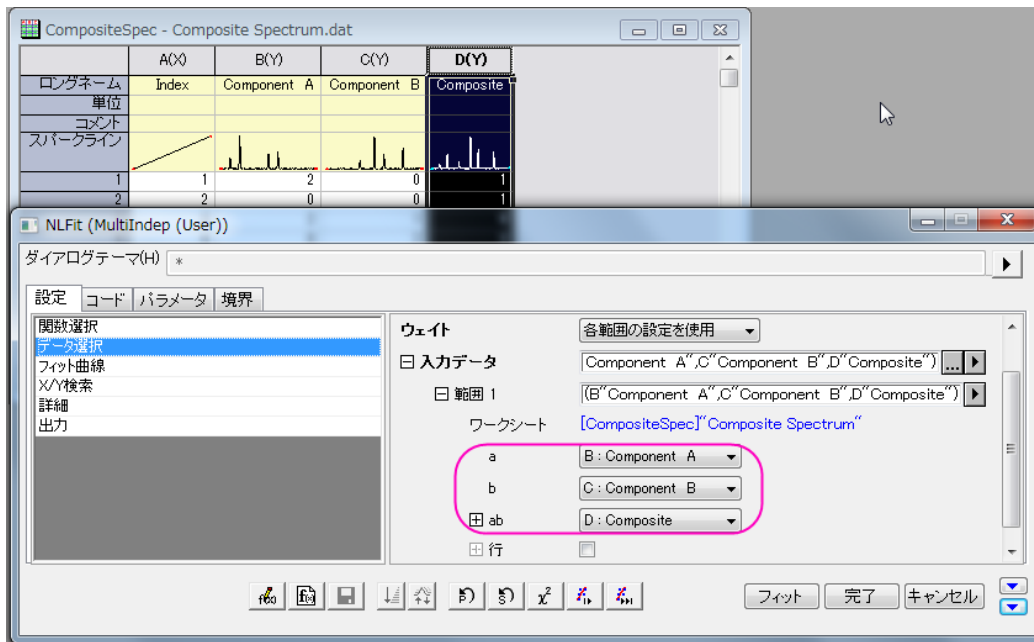 CompositeSpec - Composite Spectrum.dat
A(X) B(Y) C(Y) D(Y)
ロングネーム Index Component A Component B Composite
単位
コメント
スパークライン
1 1 2 0 1
2 2 0 0 1
NLFit (MultiIndep (User))
ダイアログテーマ(H) *
設定 コード パラメータ 境界
関数選択
データ選択
フィット曲線
X/Y検索
詳細
出力
ウェイト 各範囲の設定を使用
入力データ Component A",C"Component B",D"Composite") ...
範囲 1 (B"Component A",C"Component B",D"Composite")
ワークシート [CompositeSpec]"Composite Spectrum"
a B : Component A
b C : Component B
ab D : Composite
行
フィット 完了 キャンセル